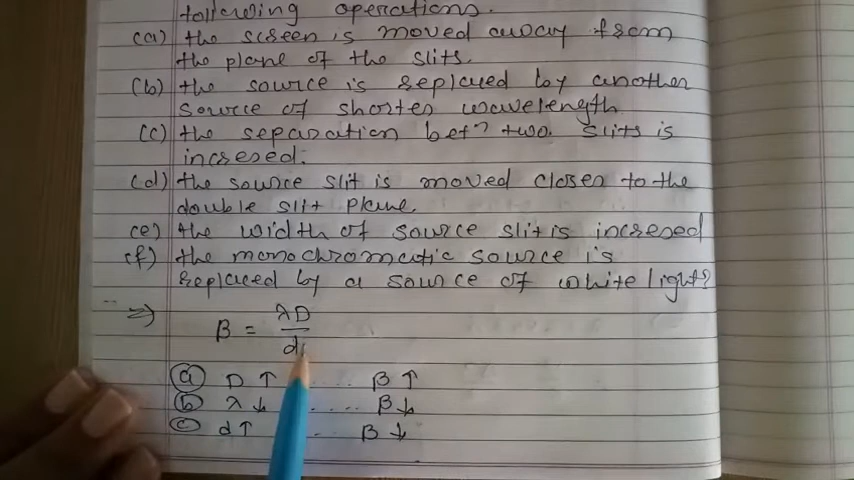 following operations.
(a) the screen is moved away from
the plane of the slits.
(b) the source is replaced by another
source of shorter wavelength
(c) the separation betⁿ two slits is
incresed.
(d) the source slit is moved closer to the
double slit plane.
(e) the width of source slit is incresed
(f) the monochromatic source is
replaced by a source of white light?
⇒ β = λD/d
(a) D ↑ ..... β ↑
(b) λ ↓ ..... β ↓
(c) d ↑ .. β ↓